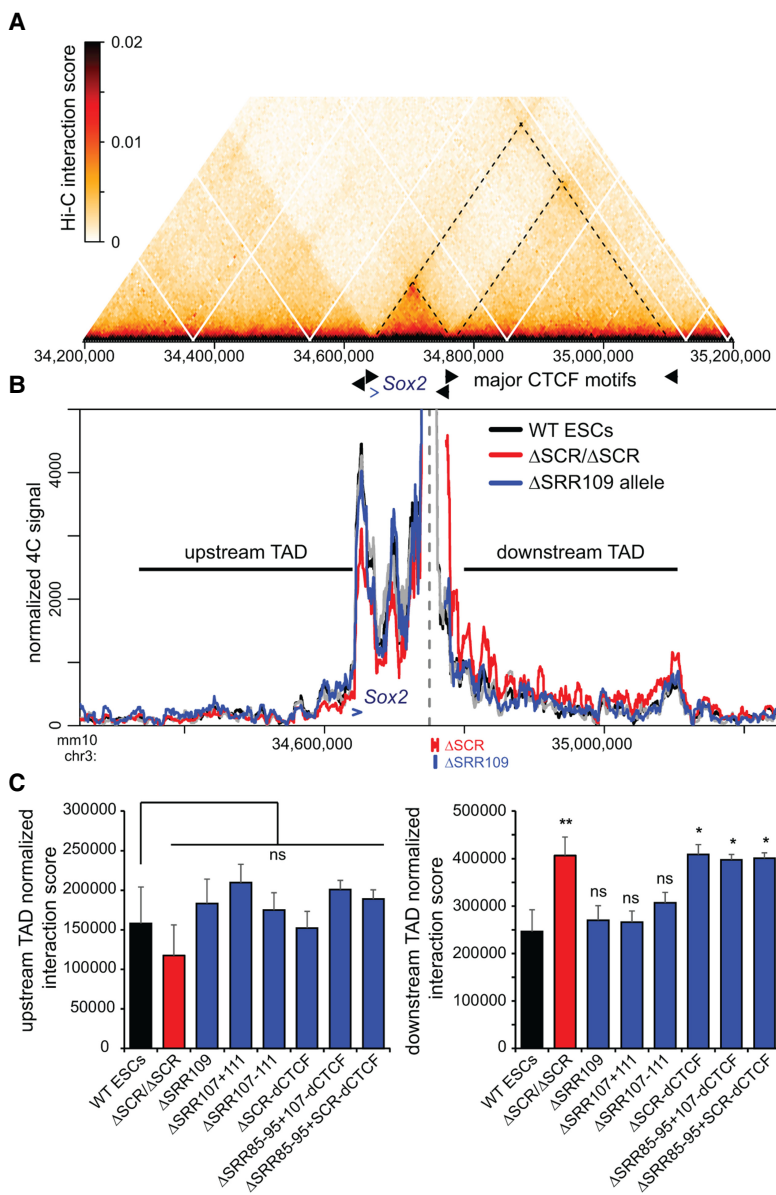 A
Hi-C interaction score
0.02
0.01
0
34,200,000 34,400,000 34,600,000 34,800,000 35,000,000 35,200,000
> Sox2 major CTCF motifs
B
normalized 4C signal
4000
2000
0
WT ESCs
ΔSCR/ΔSCR
ΔSRR109 allele
upstream TAD
downstream TAD
> Sox2
mm10
chr3:
34,600,000 35,000,000
ΔSCR
ΔSRR109
C
upstream TAD normalized
interaction score
300000
250000
200000
150000
100000
50000
0
ns
WT ESCs
ΔSCR/ΔSCR
ΔSRR109
ΔSRR107+111
ΔSRR107-111
ΔSCR-dCTCF
ΔSRR85-95+107-dCTCF
ΔSRR85-95+SCR-dCTCF
downstream TAD normalized
interaction score
500000
400000
300000
200000
100000
0
** ns ns ns * * *
WT ESCs
ΔSCR/ΔSCR
ΔSRR109
ΔSRR107+111
ΔSRR107-111
ΔSCR-dCTCF
ΔSRR85-95+107-dCTCF
ΔSRR85-95+SCR-dCTCF